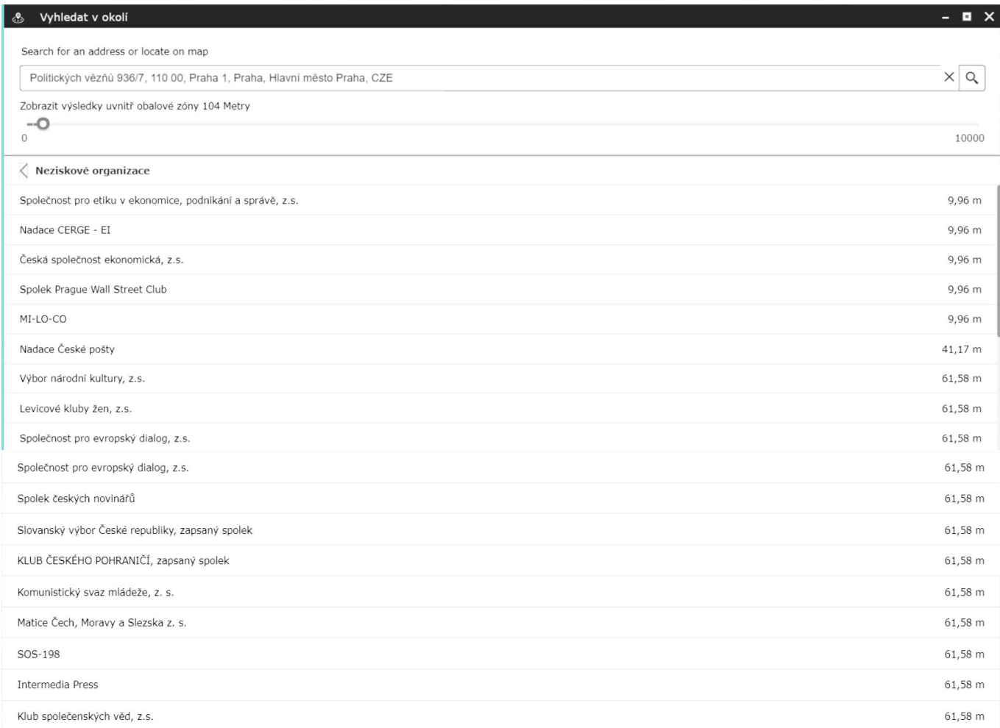 Vyhledat v okolí
Search for an address or locate on map
Politických vězňů 936/7, 110 00, Praha 1, Praha, Hlavní město Praha, CZE
Zobrazit výsledky uvnitř obalové zóny 104 Metry
0 10000
Neziskové organizace
Společnost pro etiku v ekonomice, podnikání a správě, z.s. 9,96 m
Nadace CERGE - EI 9,96 m
Česká společnost ekonomická, z.s. 9,96 m
Spolek Prague Wall Street Club 9,96 m
MI-LO-CO 9,96 m
Nadace České pošty 41,17 m
Výbor národní kultury, z.s. 61,58 m
Levicové kluby žen, z.s. 61,58 m
Společnost pro evropský dialog, z.s. 61,58 m
Společnost pro evropský dialog, z.s. 61,58 m
Spolek českých novinářů 61,58 m
Slovanský výbor České republiky, zapsaný spolek 61,58 m
KLUB ČESKÉHO POHRANIČÍ, zapsaný spolek 61,58 m
Komunistický svaz mládeže, z. s. 61,58 m
Matice Čech, Moravy a Slezska z. s. 61,58 m
SOS-198 61,58 m
Intermedia Press 61,58 m
Klub společenských věd, z.s. 61,58 m